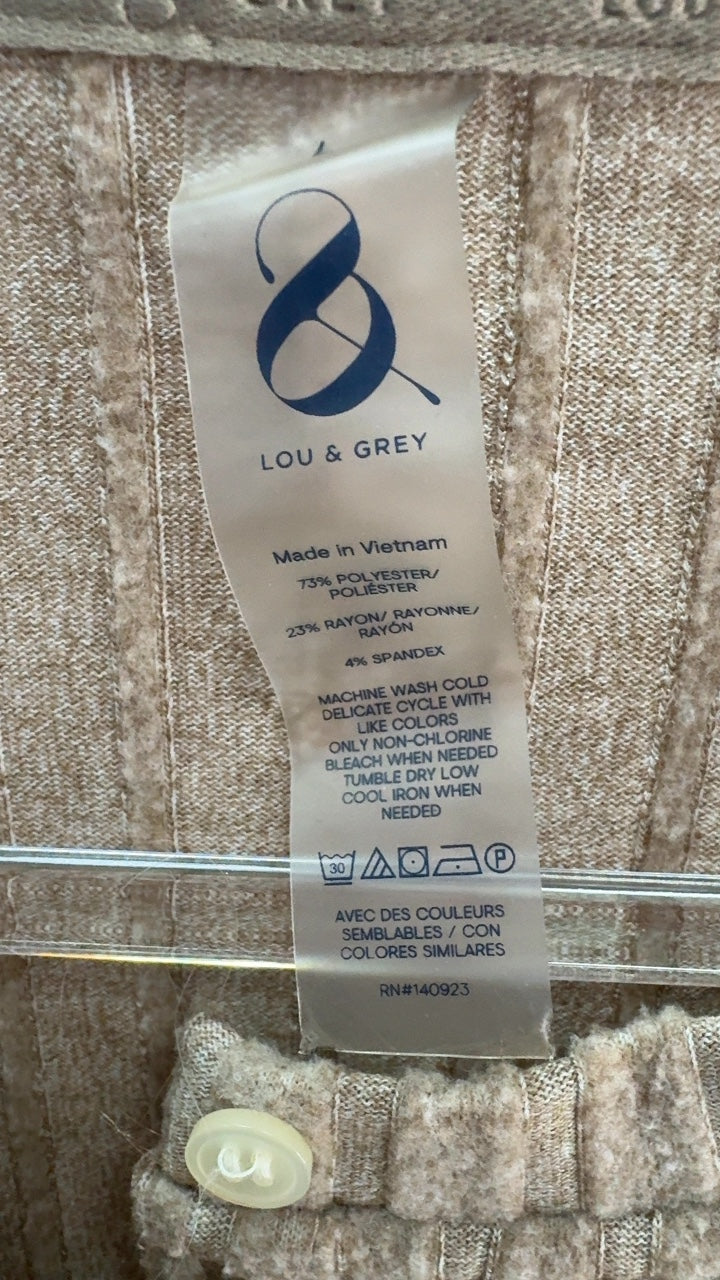 GREY
LOU
&
LOU & GREY
Made in Vietnam
73% POLYESTER/
POLIÉSTER
23% RAYON/ RAYONNE/
RAYÓN
4% SPANDEX
MACHINE WASH COLD
DELICATE CYCLE WITH
LIKE COLORS
ONLY NON-CHLORINE
BLEACH WHEN NEEDED
TUMBLE DRY LOW
COOL IRON WHEN
NEEDED
30 P
AVEC DES COULEURS
SEMBLABLES / CON
COLORES SIMILARES
RN#140923